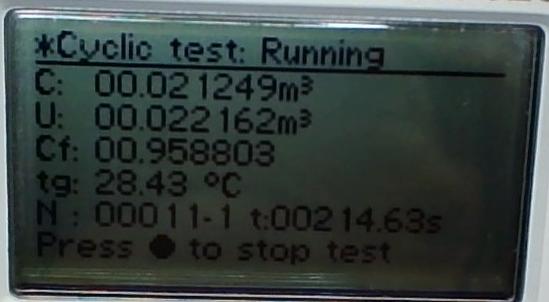 *Cyclic test: Running
C: 00.021249m³
U: 00.022162m³
Cf: 00.958803
tg: 28.43 °C
N : 00011-1 t:00214.63s
Press ● to stop test